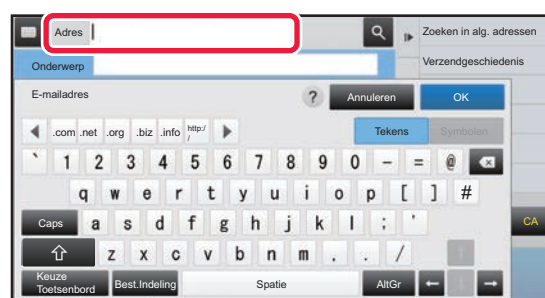 Adres
Zoeken in alg. adressen
Onderwerp
Verzendgeschiedenis
E-mailadres ? Annuleren OK
.com .net .org .biz .info http:/
/
Tekens Symbolen
` 1 2 3 4 5 6 7 8 9 0 - = @
q w e r t y u i o p [ ] #
Caps a s d f g h j k l ; '
CA
z x c v b n m . . /
Keuze
Toetsenbord Best.Indeling Spatie AltGr